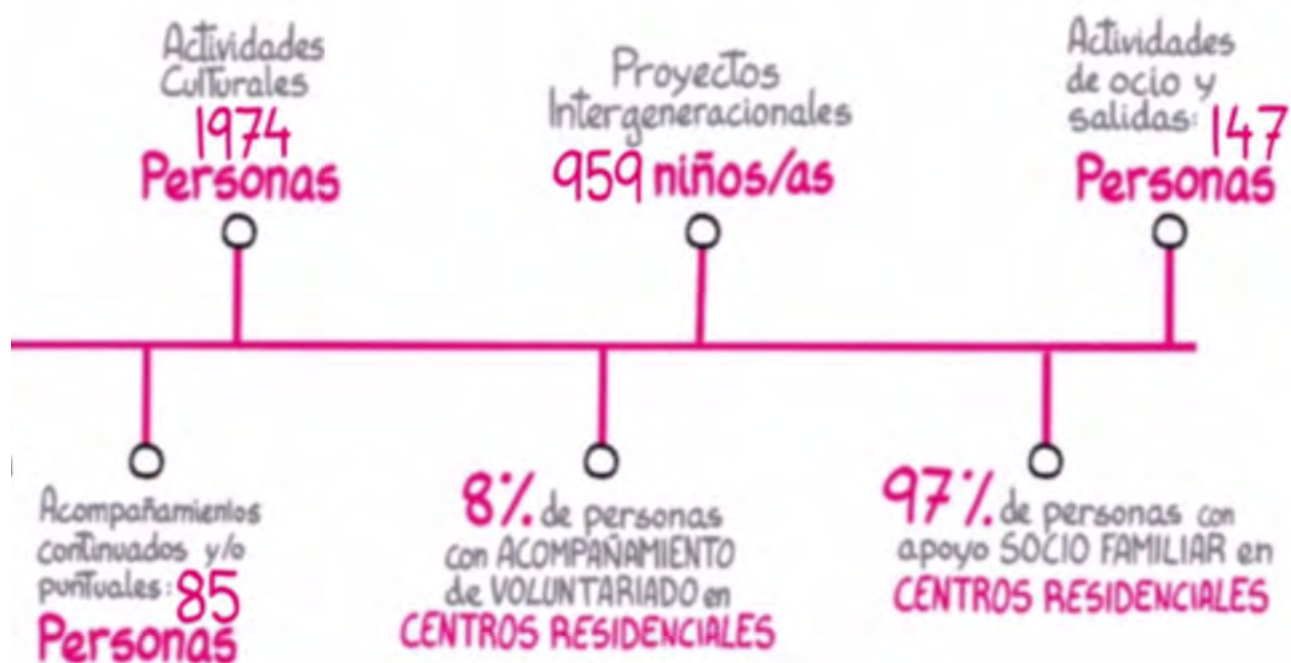 Actividades
Culturales
1974
Personas
Proyectos
Intergeneracionales
959 niños/as
Actividades
de ocio y
salidas: 147
Personas
Acompañamientos
continuados y/o
puntuales: 85
Personas
8% de personas
con ACOMPAÑAMIENTO
de VOLUNTARIADO en
CENTROS RESIDENCIALES
97% de personas con
apoyo SOCIO FAMILIAR en
CENTROS RESIDENCIALES